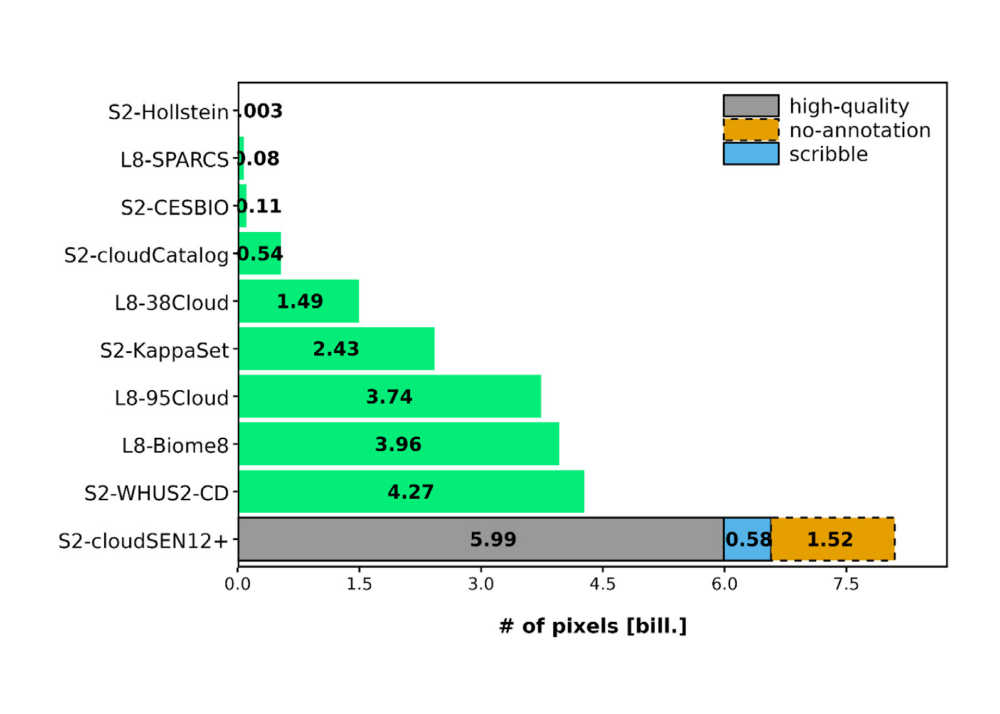 S2-Hollstein .003
L8-SPARCS 0.08
S2-CESBIO 0.11
S2-cloudCatalog 0.54
L8-38Cloud 1.49
S2-KappaSet 2.43
L8-95Cloud 3.74
L8-Biome8 3.96
S2-WHUS2-CD 4.27
S2-cloudSEN12+ 5.99 0.58 1.52
high-quality
no-annotation
scribble
0.0 1.5 3.0 4.5 6.0 7.5
# of pixels [bill.]